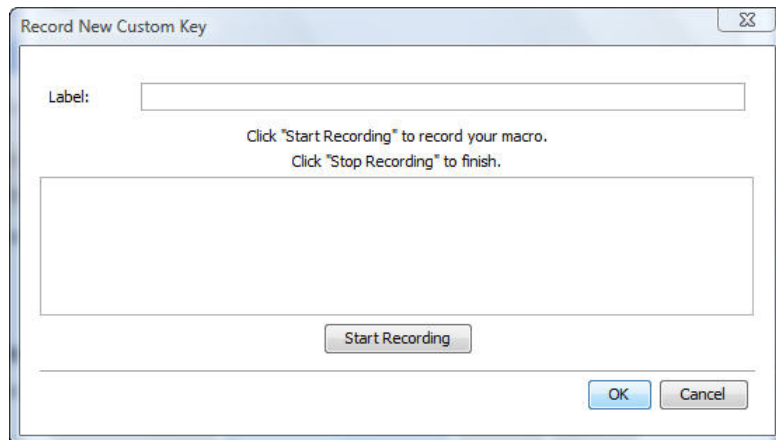 Record New Custom Key
Label:
Click "Start Recording" to record your macro.
Click "Stop Recording" to finish.
Start Recording
OK Cancel